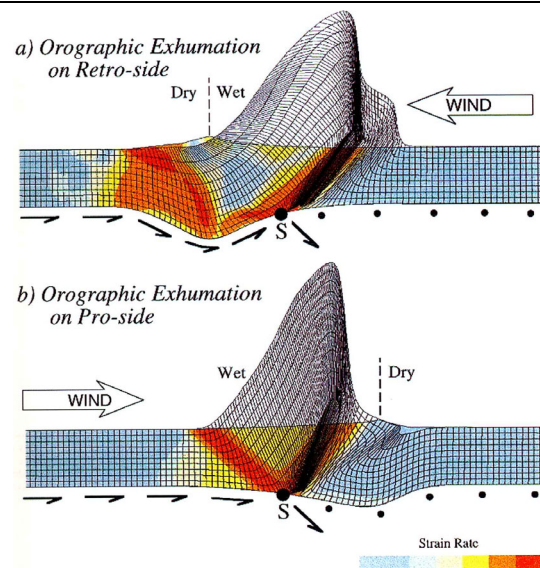 a) Orographic Exhumation
on Retro-side
Dry Wet
WIND
S
b) Orographic Exhumation
on Pro-side
Wet Dry
WIND
S
Strain Rate